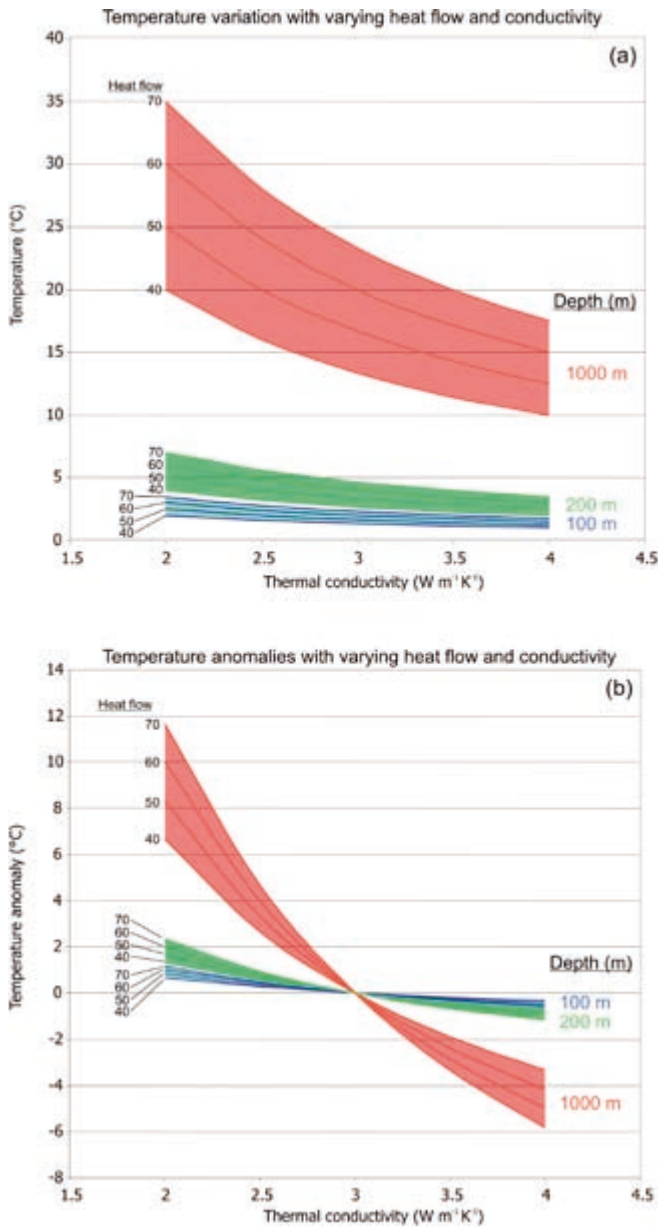 Temperature variation with varying heat flow and conductivity
(a)
40
35
30
25
20
15
10
5
0
Temperature (°C)
Heat flow
70
60
50
40
70
60
50
40
70
60
50
40
Depth (m)
1000 m
200 m
100 m
1.5 2 2.5 3 3.5 4 4.5
Thermal conductivity (W m⁻¹ K⁻¹)
Temperature anomalies with varying heat flow and conductivity
(b)
14
12
10
8
6
4
2
0
-2
-4
-6
-8
Temperature anomaly (°C)
Heat flow
70
60
50
40
70
60
50
40
70
60
50
40
Depth (m)
100 m
200 m
1000 m
1.5 2 2.5 3 3.5 4 4.5
Thermal conductivity (W m⁻¹ K⁻¹)